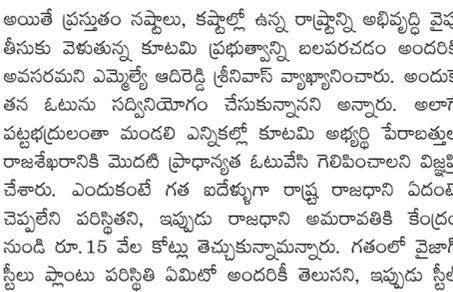 అయితే ప్రస్తుతం నష్టాలు, కష్టాల్లో ఉన్న రాష్ట్రాన్ని అభివృద్ధి వైపు
తీసుకు వెళుతున్న కూటమి ప్రభుత్వాన్ని బలపరచడం అందరికీ
అవసరమని ఎమ్మెల్యే ఆదిరెడ్డి శ్రీనివాస్ వ్యాఖ్యానించారు. అందుకే
తన ఓటును సద్వినియోగం చేసుకున్నానని అన్నారు. అలాగే
పట్టభద్రులంతా మండలి ఎన్నికల్లో కూటమి అభ్యర్థి పేరాబత్తుల
రాజశేఖరానికి మొదటి ప్రాధాన్యత ఓటువేసి గెలిపించాలని విజ్ఞప్తి
చేశారు. ఎందుకంటే గత ఐదేళ్ళుగా రాష్ట్ర రాజధాని ఏదంటే
చెప్పలేని పరిస్థితని, ఇప్పుడు రాజధాని అమరావతికి కేంద్రం
నుండి రూ. 15 వేల కోట్లు తెచ్చుకున్నామన్నారు. గతంలో వైజాగ్
స్టీలు ప్లాంటు పరిస్థితి ఏమిటో అందరికీ తెలుసని, ఇప్పుడు స్టీల్